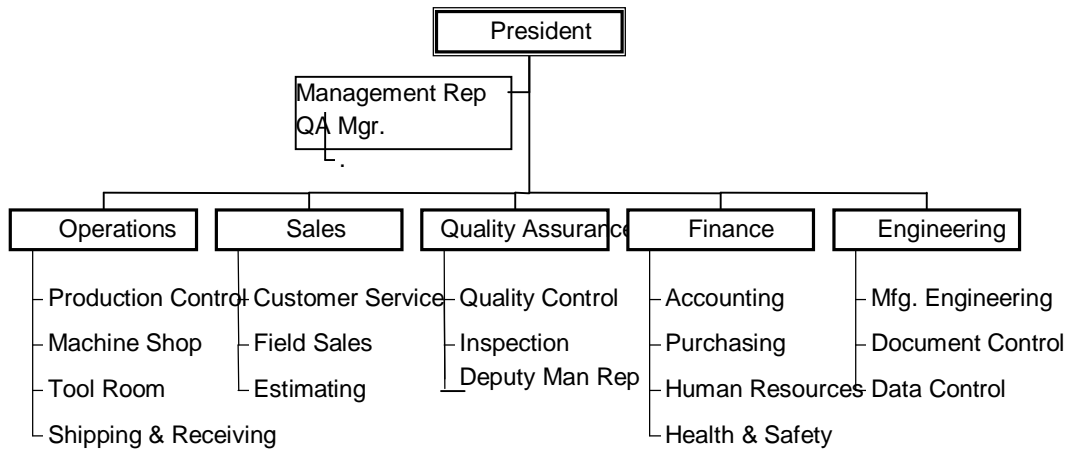 President
Management Rep
QA Mgr.
.
Operations
Sales
Quality Assurance
Finance
Engineering
Production Control
Customer Service
Quality Control
Accounting
Mfg. Engineering
Machine Shop
Field Sales
Inspection
Purchasing
Document Control
Tool Room
Estimating
Deputy Man Rep
Human Resources
Data Control
Shipping & Receiving
Health & Safety